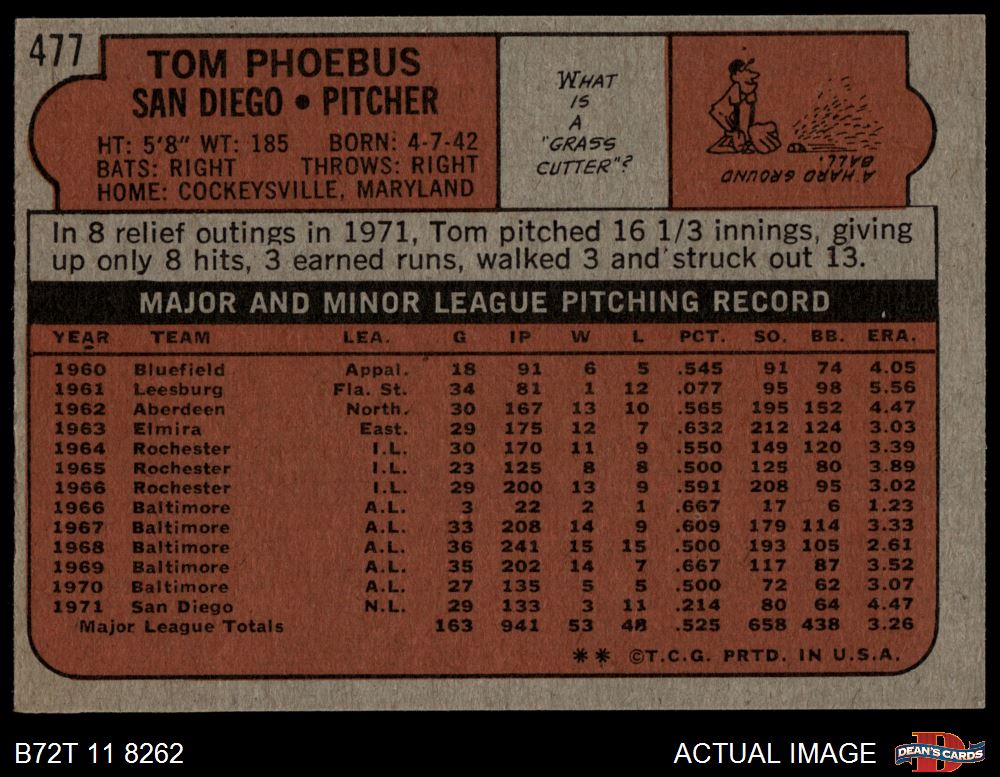 477
TOM PHOEBUS
SAN DIEGO • PITCHER
HT: 5'8" WT: 185 BORN: 4-7-42
BATS: RIGHT THROWS: RIGHT
HOME: COCKEYSVILLE, MARYLAND
WHAT
IS
A
"GRASS
CUTTER"?
A HARD GROUND
BALL.
In 8 relief outings in 1971, Tom pitched 16 1/3 innings, giving
up only 8 hits, 3 earned runs, walked 3 and struck out 13.
MAJOR AND MINOR LEAGUE PITCHING RECORD
YEAR TEAM LEA. G IP W L PCT. SO. BB. ERA.
1960 Bluefield Appal. 18 91 6 5 .545 91 74 4.05
1961 Leesburg Fla. St. 34 81 1 12 .077 95 98 5.56
1962 Aberdeen North. 30 167 13 10 .565 195 152 4.47
1963 Elmira East. 29 175 12 7 .632 212 124 3.03
1964 Rochester I.L. 30 170 11 9 .550 149 120 3.39
1965 Rochester I.L. 23 125 8 8 .500 125 80 3.89
1966 Rochester I.L. 29 200 13 9 .591 208 95 3.02
1966 Baltimore A.L. 3 22 2 1 .667 17 6 1.23
1967 Baltimore A.L. 33 208 14 9 .609 179 114 3.33
1968 Baltimore A.L. 36 241 15 15 .500 193 105 2.61
1969 Baltimore A.L. 35 202 14 7 .667 117 87 3.52
1970 Baltimore A.L. 27 135 5 5 .500 72 62 3.07
1971 San Diego N.L. 29 133 3 11 .214 80 64 4.47
Major League Totals 163 941 53 48 .525 658 438 3.26
** ©T.C.G. PRTD. IN U.S.A.
B72T 11 8262
ACTUAL IMAGE
DEAN'S CARDS